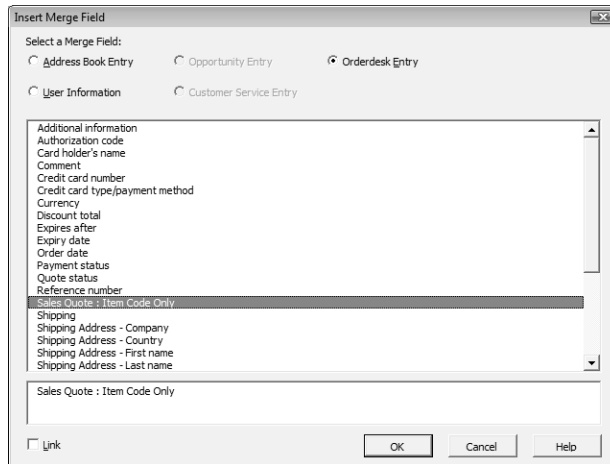 Insert Merge Field
Select a Merge Field:
Address Book Entry Opportunity Entry Orderdesk Entry
User Information Customer Service Entry
Additional information
Authorization code
Card holder's name
Comment
Credit card number
Credit card type/payment method
Currency
Discount total
Expires after
Expiry date
Order date
Payment status
Quote status
Reference number
Sales Quote : Item Code Only
Shipping
Shipping Address - Company
Shipping Address - Country
Shipping Address - First name
Shipping Address - Last name
Sales Quote : Item Code Only
Link OK Cancel Help